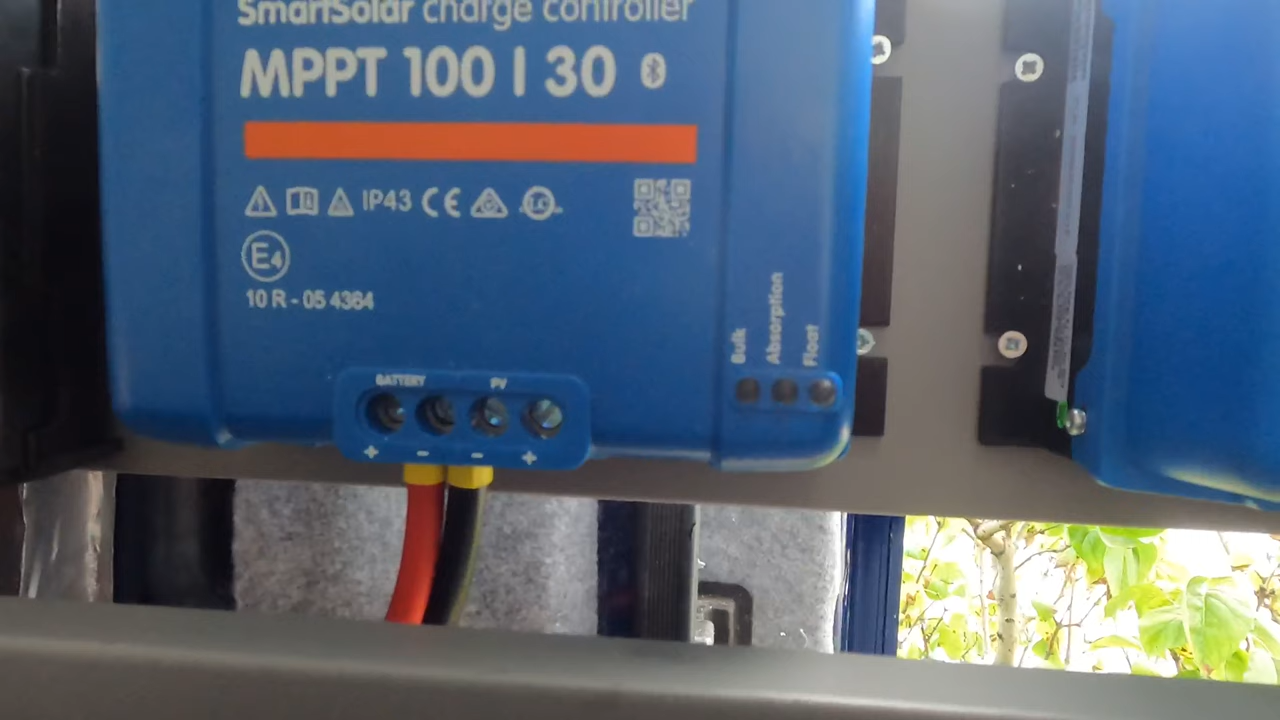 SmartSolar charge controller
MPPT 100 | 30
IP43 CE
E4
10 R - 05 4364
Bulk
Absorption
Float
BATTERY PV
+ - - +